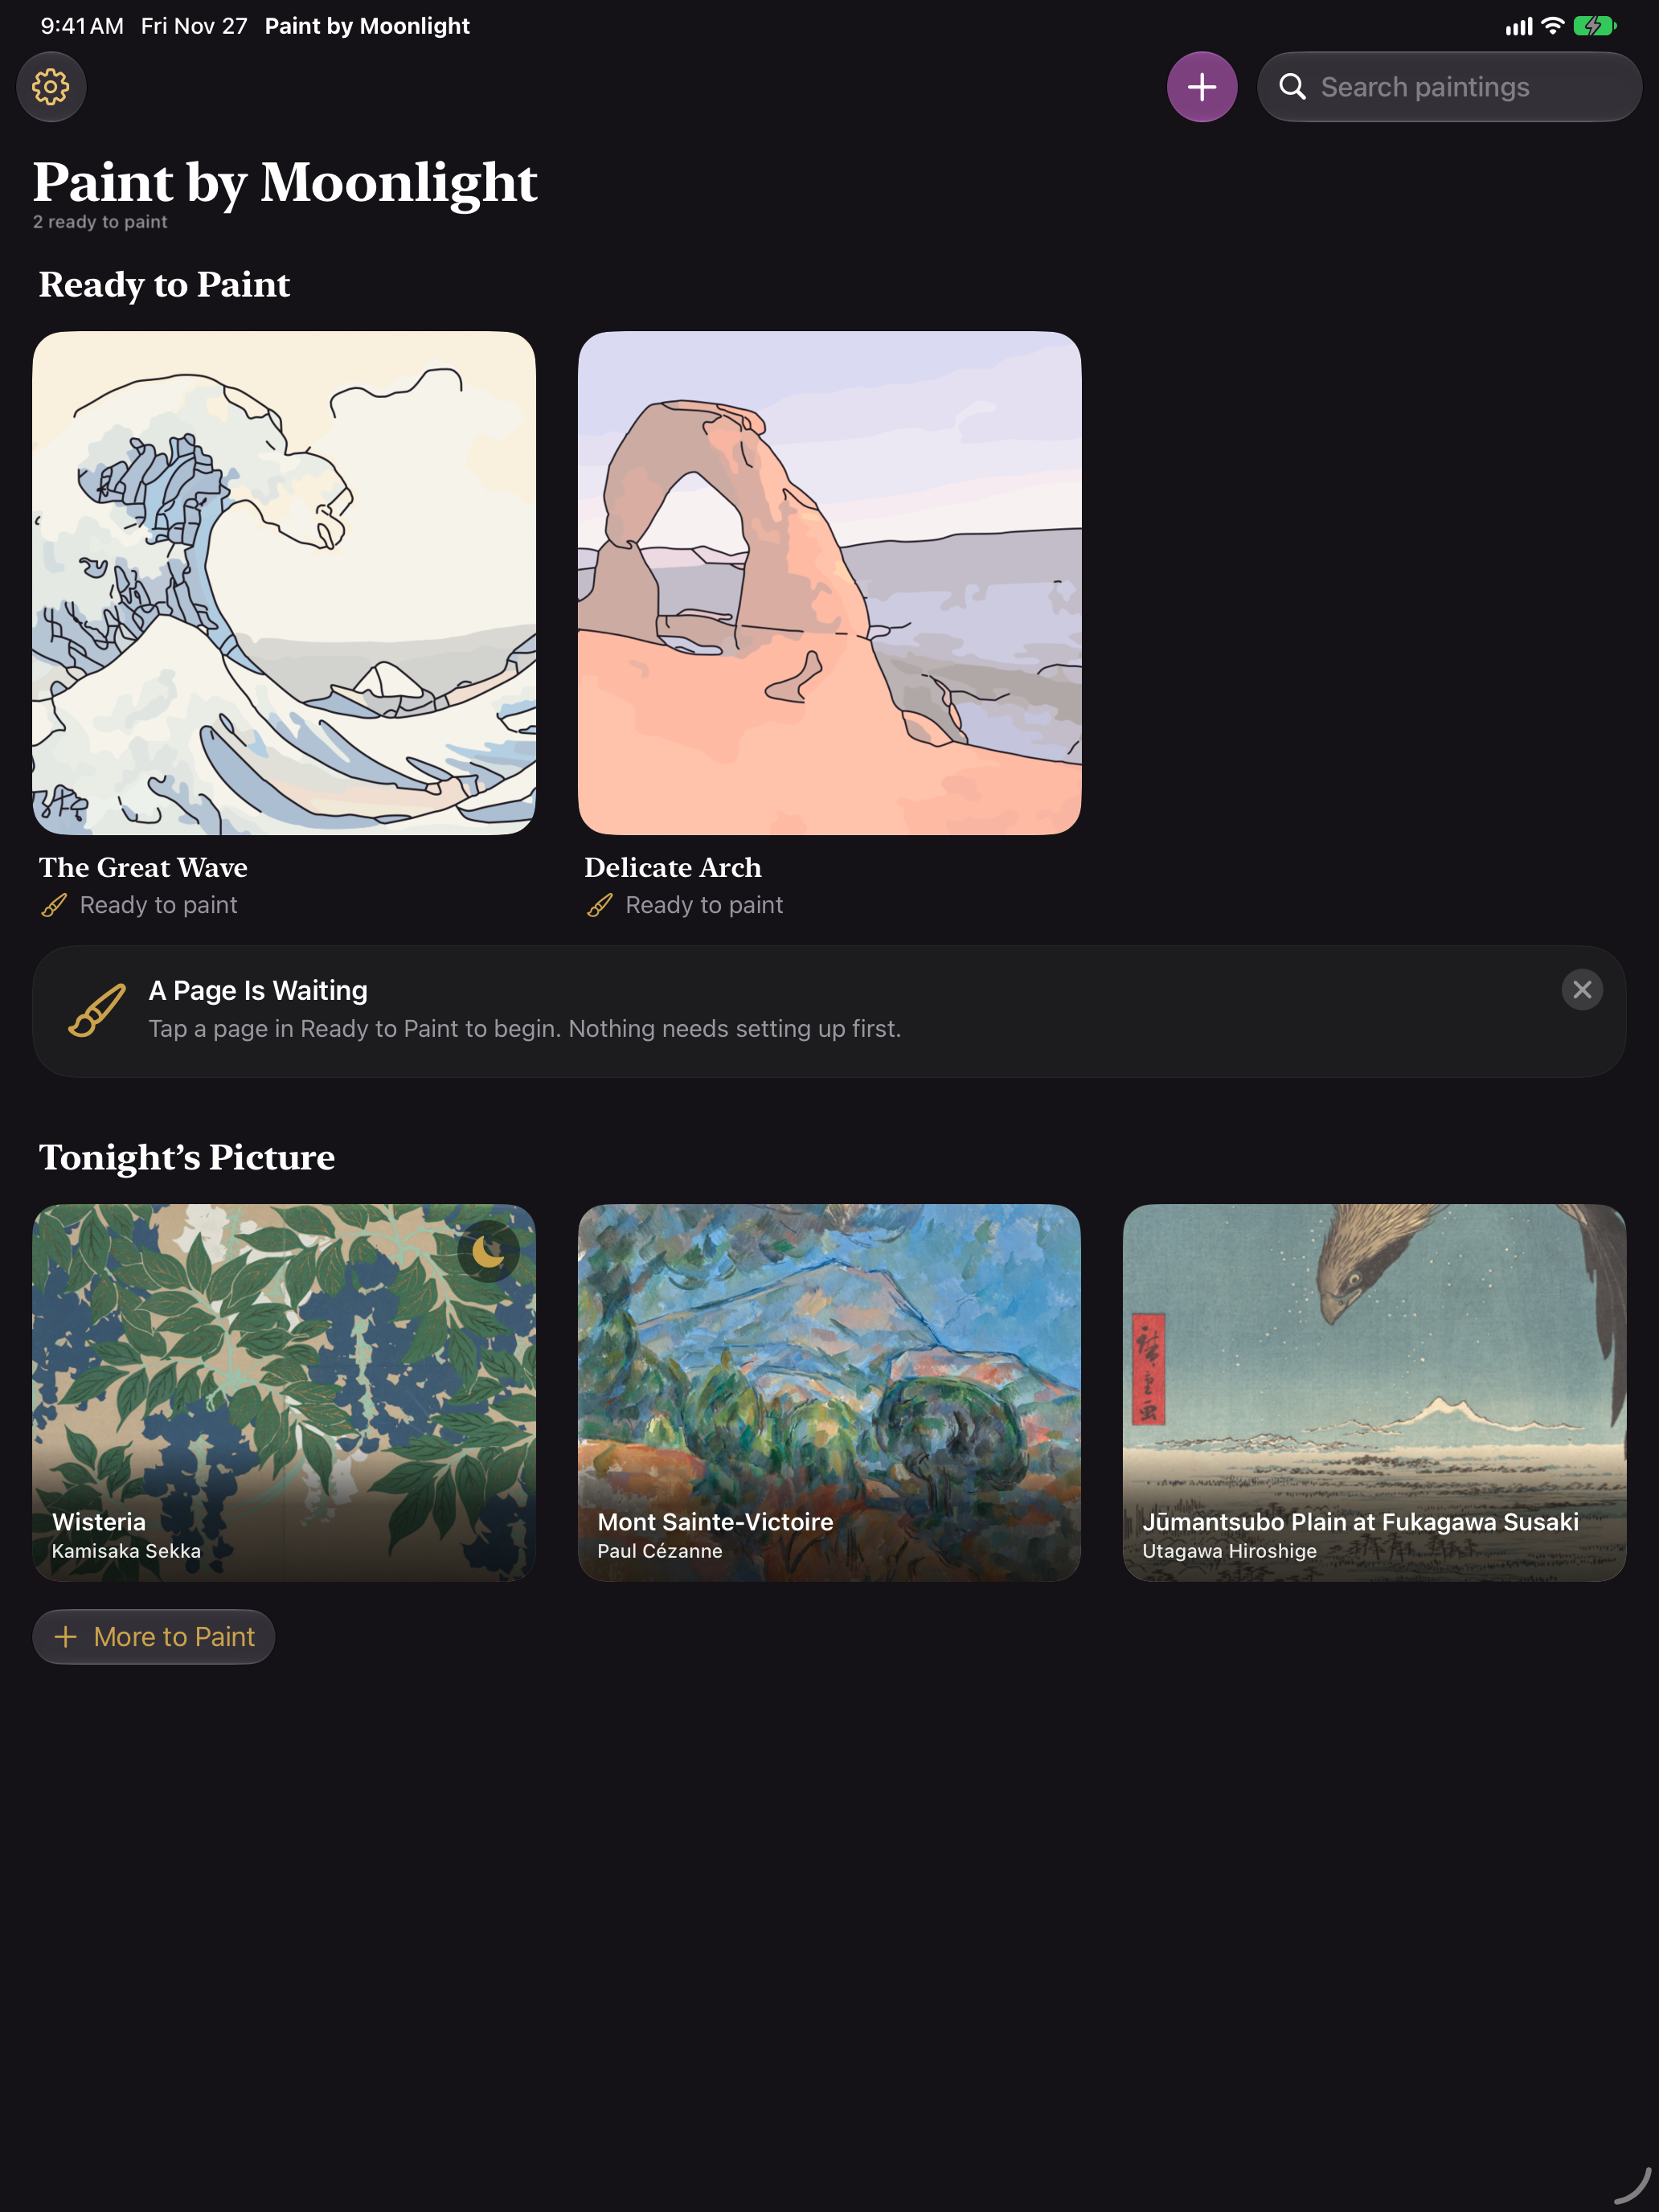 9:41 AM Fri Nov 27 Paint by Moonlight
Search paintings
Paint by Moonlight
2 ready to paint
Ready to Paint
The Great Wave
Ready to paint
Delicate Arch
Ready to paint
A Page Is Waiting
Tap a page in Ready to Paint to begin. Nothing needs setting up first.
Tonight’s Picture
Wisteria
Kamisaka Sekka
Mont Sainte-Victoire
Paul Cézanne
廣重画
Jūmantsubo Plain at Fukagawa Susaki
Utagawa Hiroshige
More to Paint